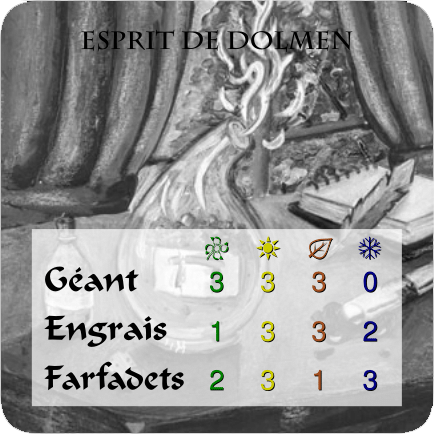 ESPRIT DE DOLMEN
Géant 3 3 3 0
Engrais 1 3 3 2
Farfadets 2 3 1 3